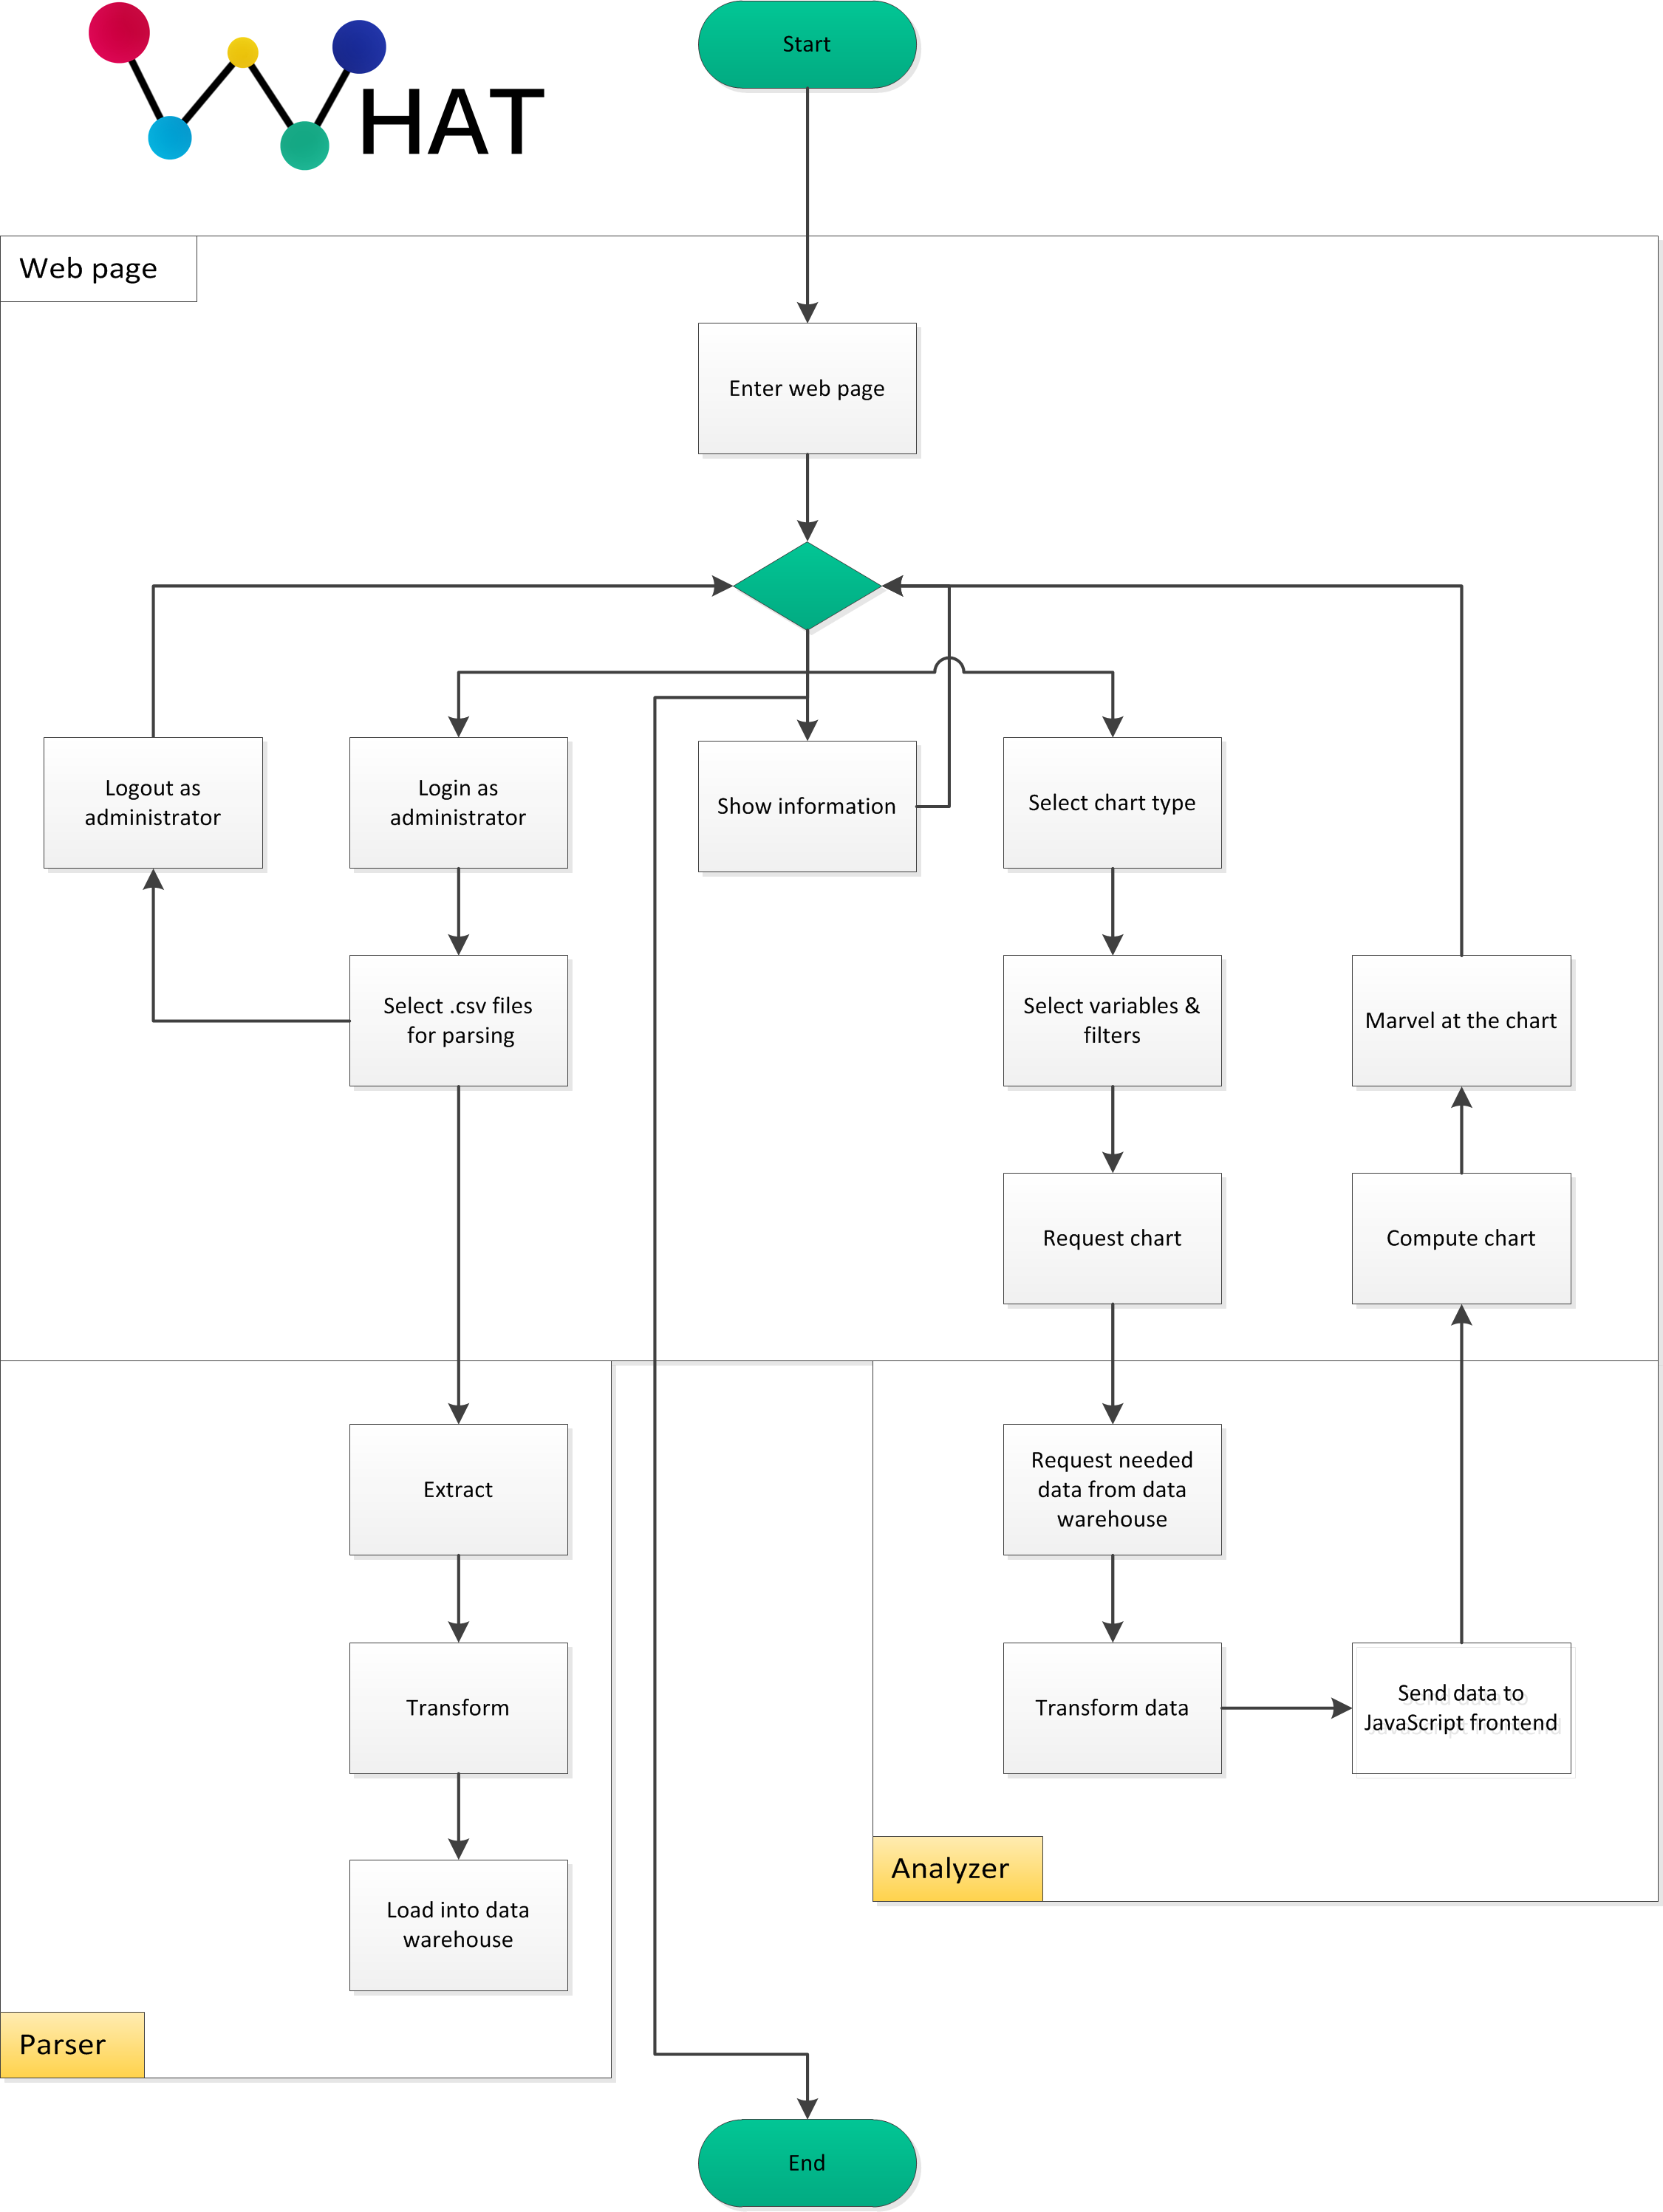 WHAT
Start
Web page
Enter web page
Logout as
administrator
Login as
administrator
Show information
Select chart type
Select .csv files
for parsing
Select variables &
filters
Marvel at the chart
Request chart
Compute chart
Extract
Request needed
data from data
warehouse
Transform
Transform data
Send data to
JavaScript frontend
Load into data
warehouse
Analyzer
Parser
End